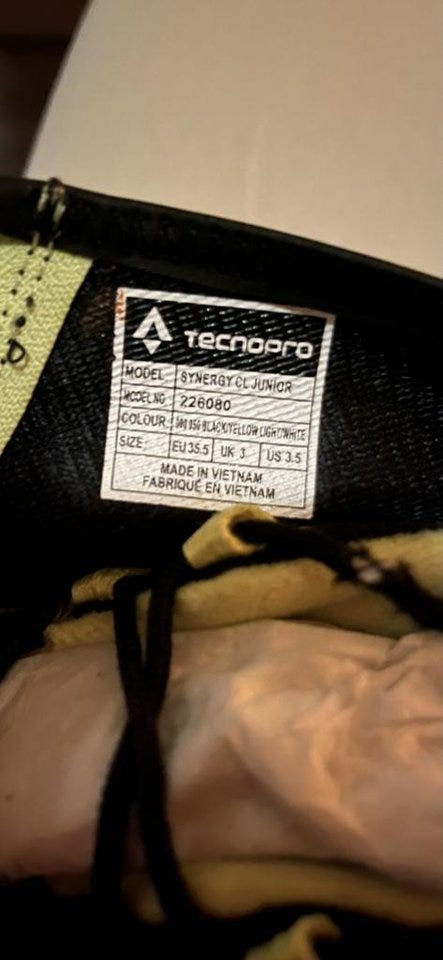 TECNOPRO
MODEL SYNERGY CL JUNIOR
MODEL NO 226080
COLOUR: BLACK/YELLOW LIGHT/WHITE
SIZE: EU 35.5 UK 3 US 3.5
MADE IN VIETNAM
FABRIQUÉ EN VIETNAM